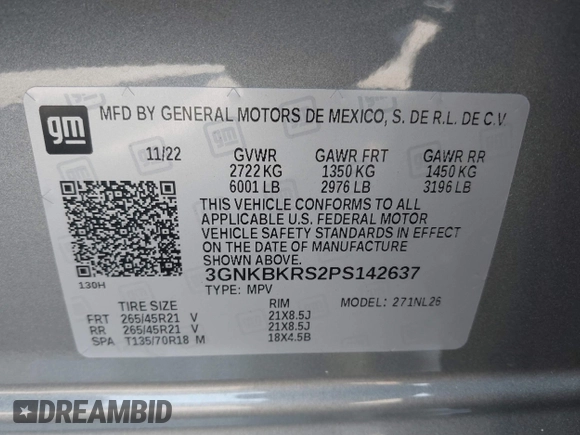 gm MFD BY GENERAL MOTORS DE MEXICO, S. DE R.L. DE C.V.
11/22 GVWR GAWR FRT GAWR RR
2722 KG 1350 KG 1450 KG
6001 LB 2976 LB 3196 LB
THIS VEHICLE CONFORMS TO ALL
APPLICABLE U.S. FEDERAL MOTOR
VEHICLE SAFETY STANDARDS IN EFFECT
ON THE DATE OF MANUFACTURE
SHOWN ABOVE.
3GNKBKRS2PS142637
130H
TYPE: MPV MODEL: 271NL26
TIRE SIZE RIM
FRT 265/45R21 V 21X8.5J
RR 265/45R21 V 21X8.5J
SPA T135/70R18 M 18X4.5B
DREAMBID